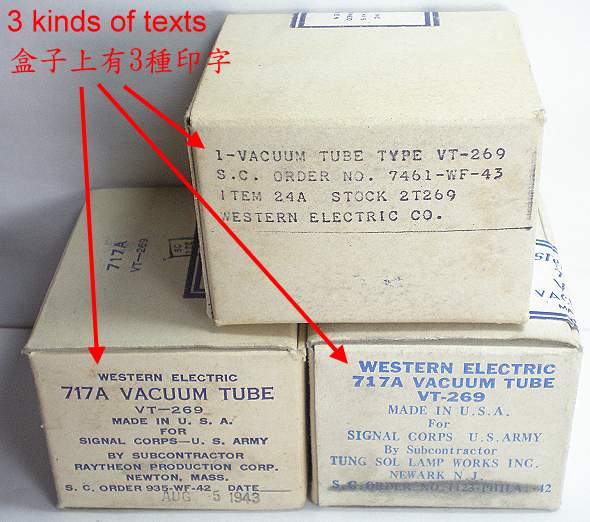 3 kinds of texts
盒子上有3種印字
1-VACUUM TUBE TYPE VT-269
S.C. ORDER NO. 7461-WF-43
ITEM 24A STOCK 2T269
WESTERN ELECTRIC CO.
717A
VT-269
WESTERN ELECTRIC
717A VACUUM TUBE
VT-269
MADE IN U. S. A.
FOR
SIGNAL CORPS-U. S. ARMY
BY SUBCONTRACTOR
RAYTHEON PRODUCTION CORP.
NEWTON, MASS.
S. C. ORDER 935-WF-42 DATE
AUG 5 1943
WESTERN ELECTRIC
717A VACUUM TUBE
VT-269
MADE IN U.S.A.
For
SIGNAL CORPS U.S. ARMY
By Subcontractor
TUNG SOL LAMP WORKS INC.
NEWARK N.J.
S.C. ORDER NO.